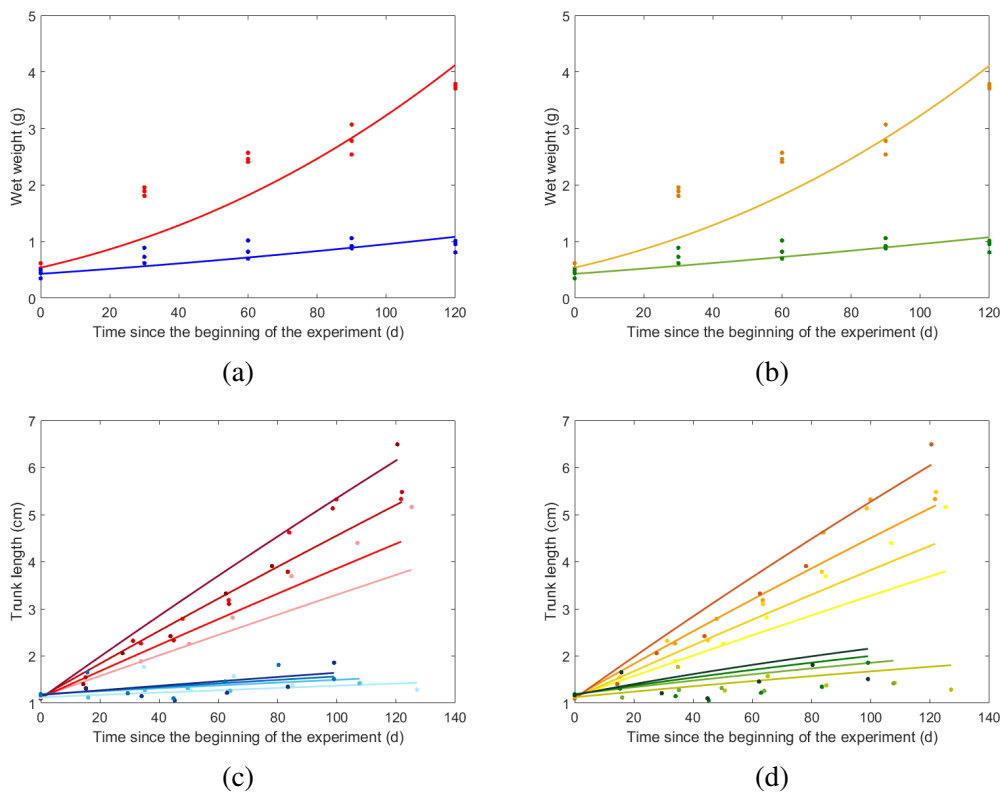 5
4
3
2
1
0
Wet weight (g)
0 20 40 60 80 100 120
Time since the beginning of the experiment (d)
(a)
5
4
3
2
1
0
Wet weight (g)
0 20 40 60 80 100 120
Time since the beginning of the experiment (d)
(b)
7
6
5
4
3
2
1
Trunk length (cm)
0 20 40 60 80 100 120 140
Time since the beginning of the experiment (d)
(c)
7
6
5
4
3
2
1
Trunk length (cm)
0 20 40 60 80 100 120 140
Time since the beginning of the experiment (d)
(d)